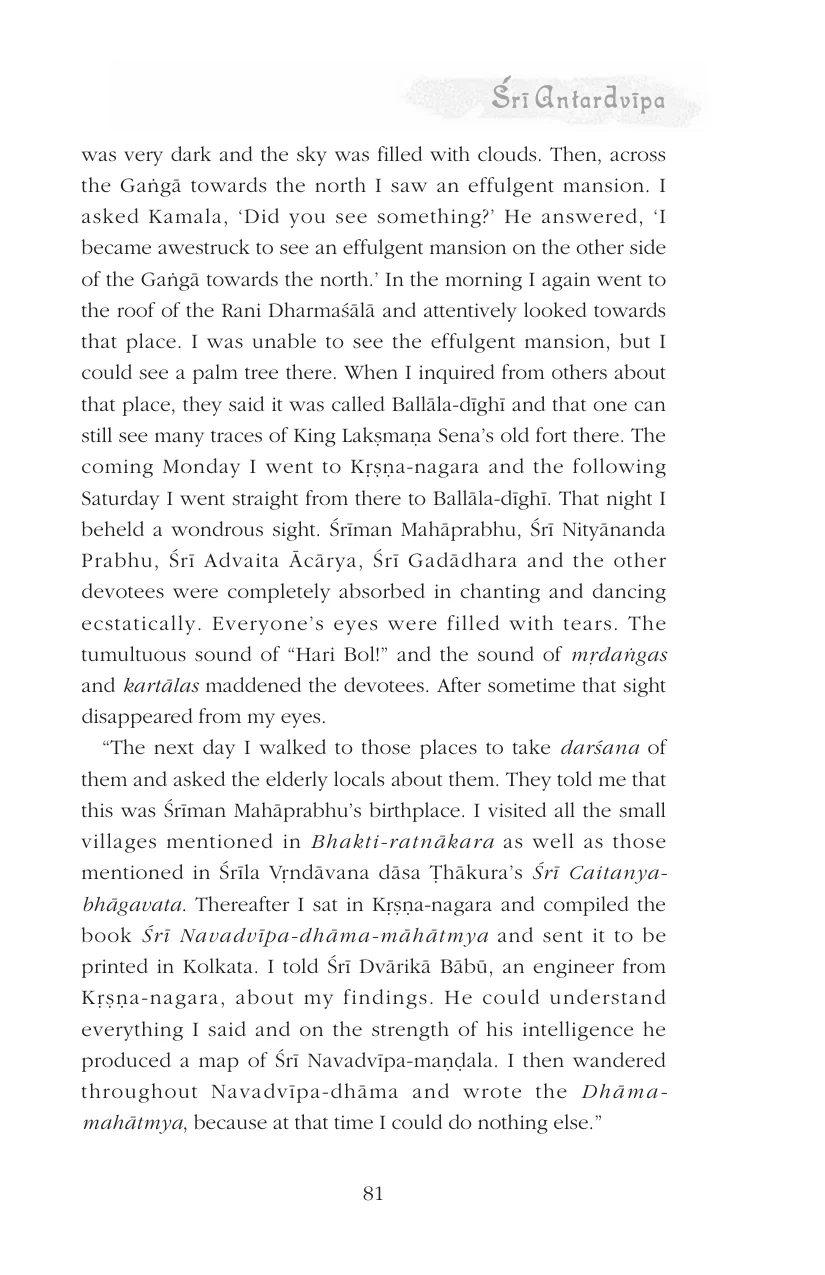 Śrī Antardvīpa
was very dark and the sky was filled with clouds. Then, across
the Gaṅgā towards the north I saw an effulgent mansion. I
asked Kamala, ‘Did you see something?’ He answered, ‘I
became awestruck to see an effulgent mansion on the other side
of the Gaṅgā towards the north.’ In the morning I again went to
the roof of the Rani Dharmaśālā and attentively looked towards
that place. I was unable to see the effulgent mansion, but I
could see a palm tree there. When I inquired from others about
that place, they said it was called Ballāla-dīghī and that one can
still see many traces of King Lakṣmaṇa Sena’s old fort there. The
coming Monday I went to Kṛṣṇa-nagara and the following
Saturday I went straight from there to Ballāla-dīghī. That night I
beheld a wondrous sight. Śrīman Mahāprabhu, Śrī Nityānanda
Prabhu, Śrī Advaita Ācārya, Śrī Gadādhara and the other
devotees were completely absorbed in chanting and dancing
ecstatically. Everyone’s eyes were filled with tears. The
tumultuous sound of “Hari Bol!” and the sound of mṛdaṅgas
and kartālas maddened the devotees. After sometime that sight
disappeared from my eyes.
“The next day I walked to those places to take darśana of
them and asked the elderly locals about them. They told me that
this was Śrīman Mahāprabhu’s birthplace. I visited all the small
villages mentioned in Bhakti-ratnākara as well as those
mentioned in Śrīla Vṛndāvana dāsa Ṭhākura’s Śrī Caitanya-
bhāgavata. Thereafter I sat in Kṛṣṇa-nagara and compiled the
book Śrī Navadvīpa-dhāma-māhātmya and sent it to be
printed in Kolkata. I told Śrī Dvārikā Bābū, an engineer from
Kṛṣṇa-nagara, about my findings. He could understand
everything I said and on the strength of his intelligence he
produced a map of Śrī Navadvīpa-maṇḍala. I then wandered
throughout Navadvīpa-dhāma and wrote the Dhāma-
mahātmya, because at that time I could do nothing else.”
81